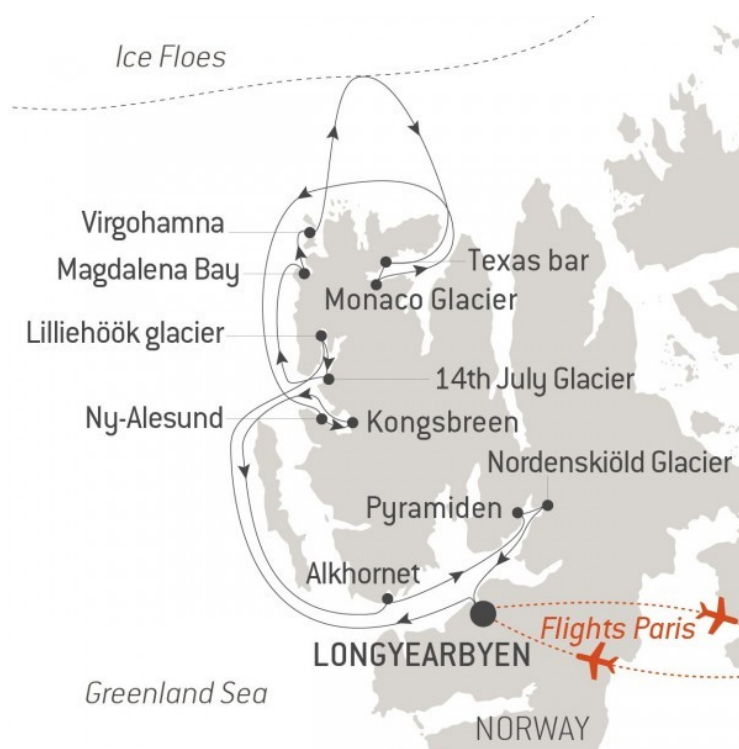 Ice Floes
Virgohamna
Texas bar
Magdalena Bay
Monaco Glacier
Lilliehöök glacier
14th July Glacier
Ny-Alesund
Kongsbreen
Nordenskiöld Glacier
Pyramiden
Alkhornet
Flights Paris
LONGYEARBYEN
Greenland Sea
NORWAY